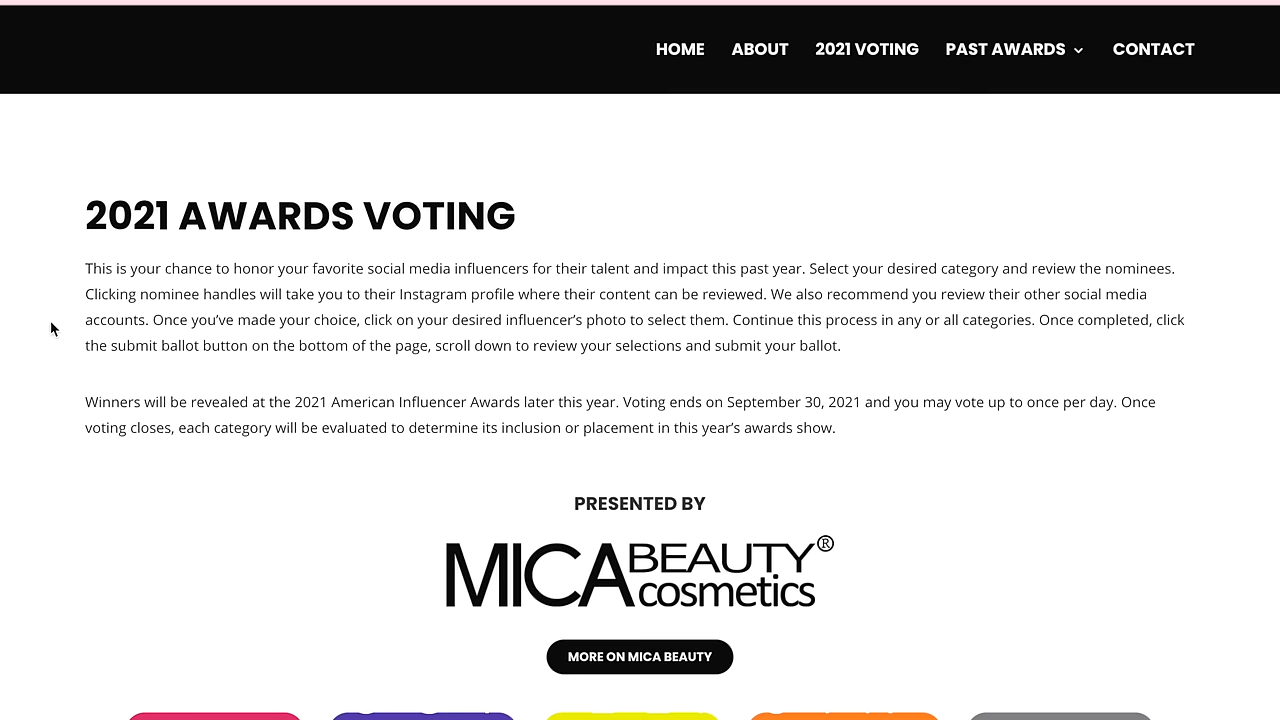 HOME ABOUT 2021 VOTING PAST AWARDS CONTACT
2021 AWARDS VOTING
This is your chance to honor your favorite social media influencers for their talent and impact this past year. Select your desired category and review the nominees.
Clicking nominee handles will take you to their Instagram profile where their content can be reviewed. We also recommend you review their other social media
accounts. Once you’ve made your choice, click on your desired influencer’s photo to select them. Continue this process in any or all categories. Once completed, click
the submit ballot button on the bottom of the page, scroll down to review your selections and submit your ballot.
Winners will be revealed at the 2021 American Influencer Awards later this year. Voting ends on September 30, 2021 and you may vote up to once per day. Once
voting closes, each category will be evaluated to determine its inclusion or placement in this year’s awards show.
PRESENTED BY
MICA BEAUTY®
cosmetics
MORE ON MICA BEAUTY